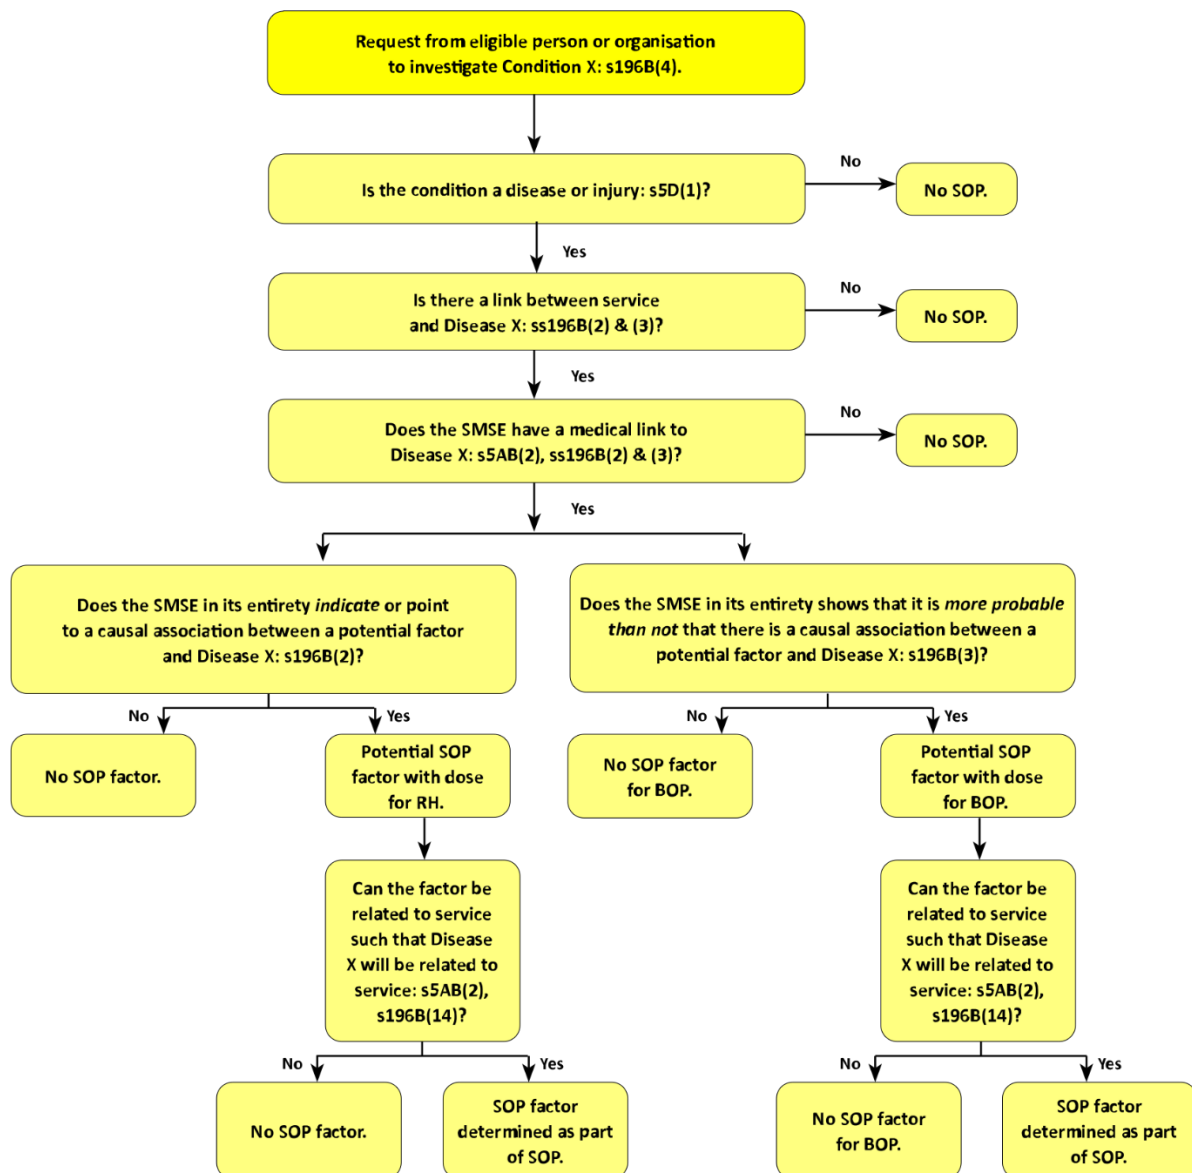 Request from eligible person or organisation
to investigate Condition X: s196B(4).
Is the condition a disease or injury: s5D(1)?
No
No SOP.
Yes
Is there a link between service
and Disease X: ss196B(2) & (3)?
No
No SOP.
Yes
Does the SMSE have a medical link to
Disease X: s5AB(2), ss196B(2) & (3)?
No
No SOP.
Yes
Does the SMSE in its entirety indicate or point
to a causal association between a potential factor
and Disease X: s196B(2)?
Does the SMSE in its entirety shows that it is more probable
than not that there is a causal association between a
potential factor and Disease X: s196B(3)?
No
Yes
No
Yes
No SOP factor.
Potential SOP
factor with dose
for RH.
No SOP factor
for BOP.
Potential SOP
factor with dose
for BOP.
Can the factor be
related to service
such that Disease
X will be related to
service: s5AB(2),
s196B(14)?
Can the factor be
related to service
such that Disease
X will be related to
service: s5AB(2),
s196B(14)?
No
Yes
No
Yes
No SOP factor.
SOP factor
determined as part
of SOP.
No SOP factor
for BOP.
SOP factor
determined as part
of SOP.